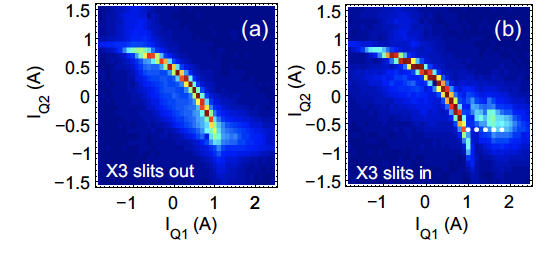 (a)
(b)
1.5
1
0.5
0
−0.5
−1
−1.5
I_Q2 (A)
X3 slits out
−1 0 1 2
I_Q1 (A)
1.5
1
0.5
0
−0.5
−1
−1.5
I_Q2 (A)
X3 slits in
−1 0 1 2
I_Q1 (A)